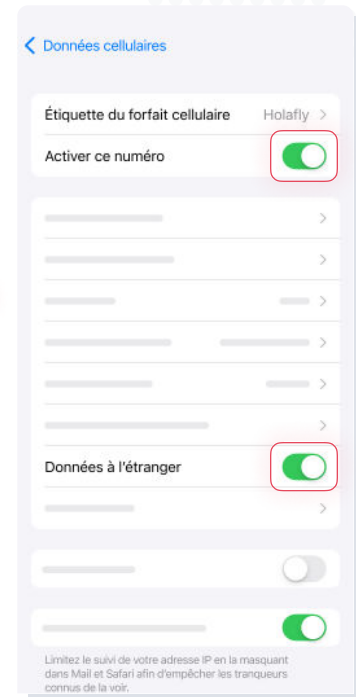 Données cellulaires
Étiquette du forfait cellulaire Holafly
Activer ce numéro
Données à l'étranger
Limitez le suivi de votre adresse IP en la masquant
dans Mail et Safari afin d'empêcher les tranqueurs
connus de la voir.